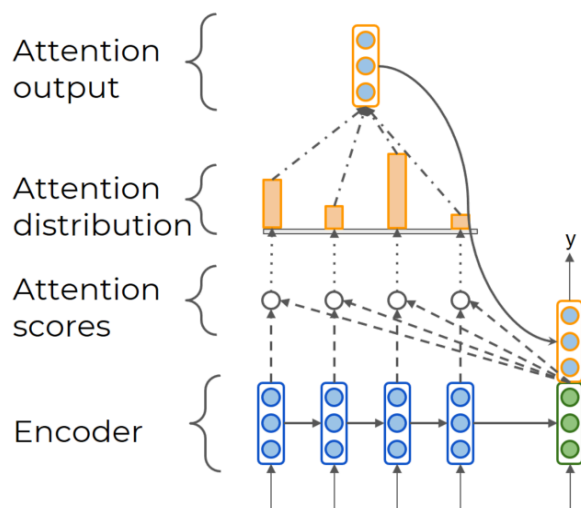 Attention
output
Attention
distribution
y
Attention
scores
Encoder